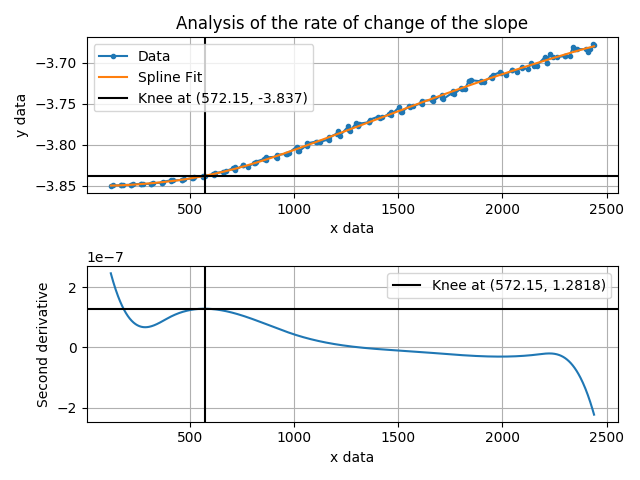 Analysis of the rate of change of the slope
Data
Spline Fit
Knee at (572.15, -3.837)
y data
−3.70
−3.75
−3.80
−3.85
500
1000
1500
2000
2500
x data
1e−7
Knee at (572.15, 1.2818)
Second derivative
2
0
−2
500
1000
1500
2000
2500
x data